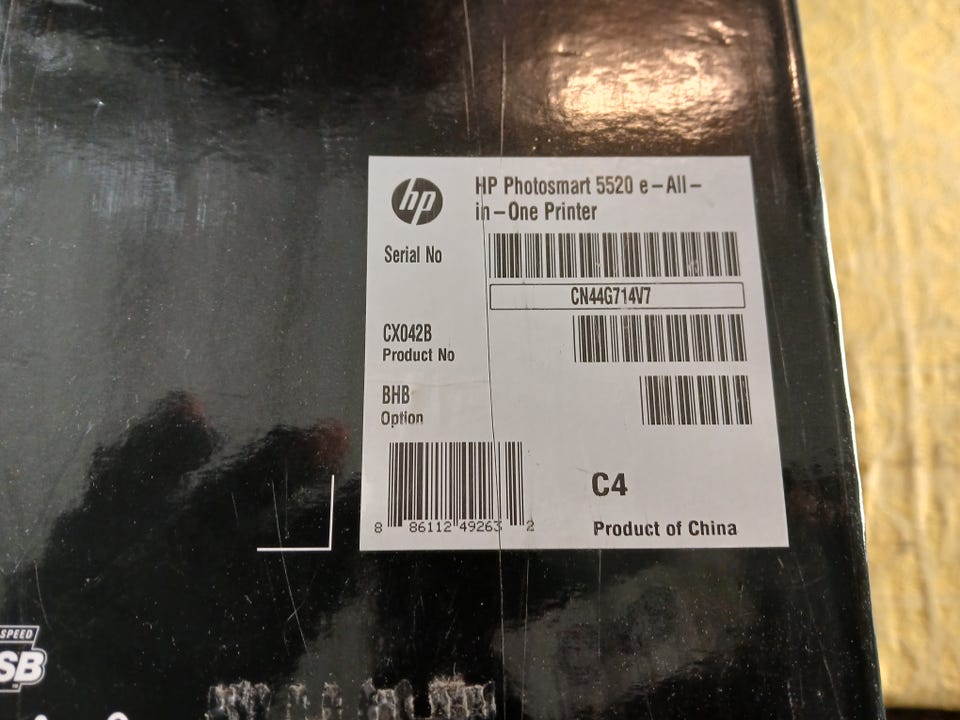 hp
HP Photosmart 5520 e-All-
in-One Printer
Serial No
CN44G714V7
CX042B
Product No
BHB
Option
C4
8 86112 49263 2
Product of China
SPEED
SB